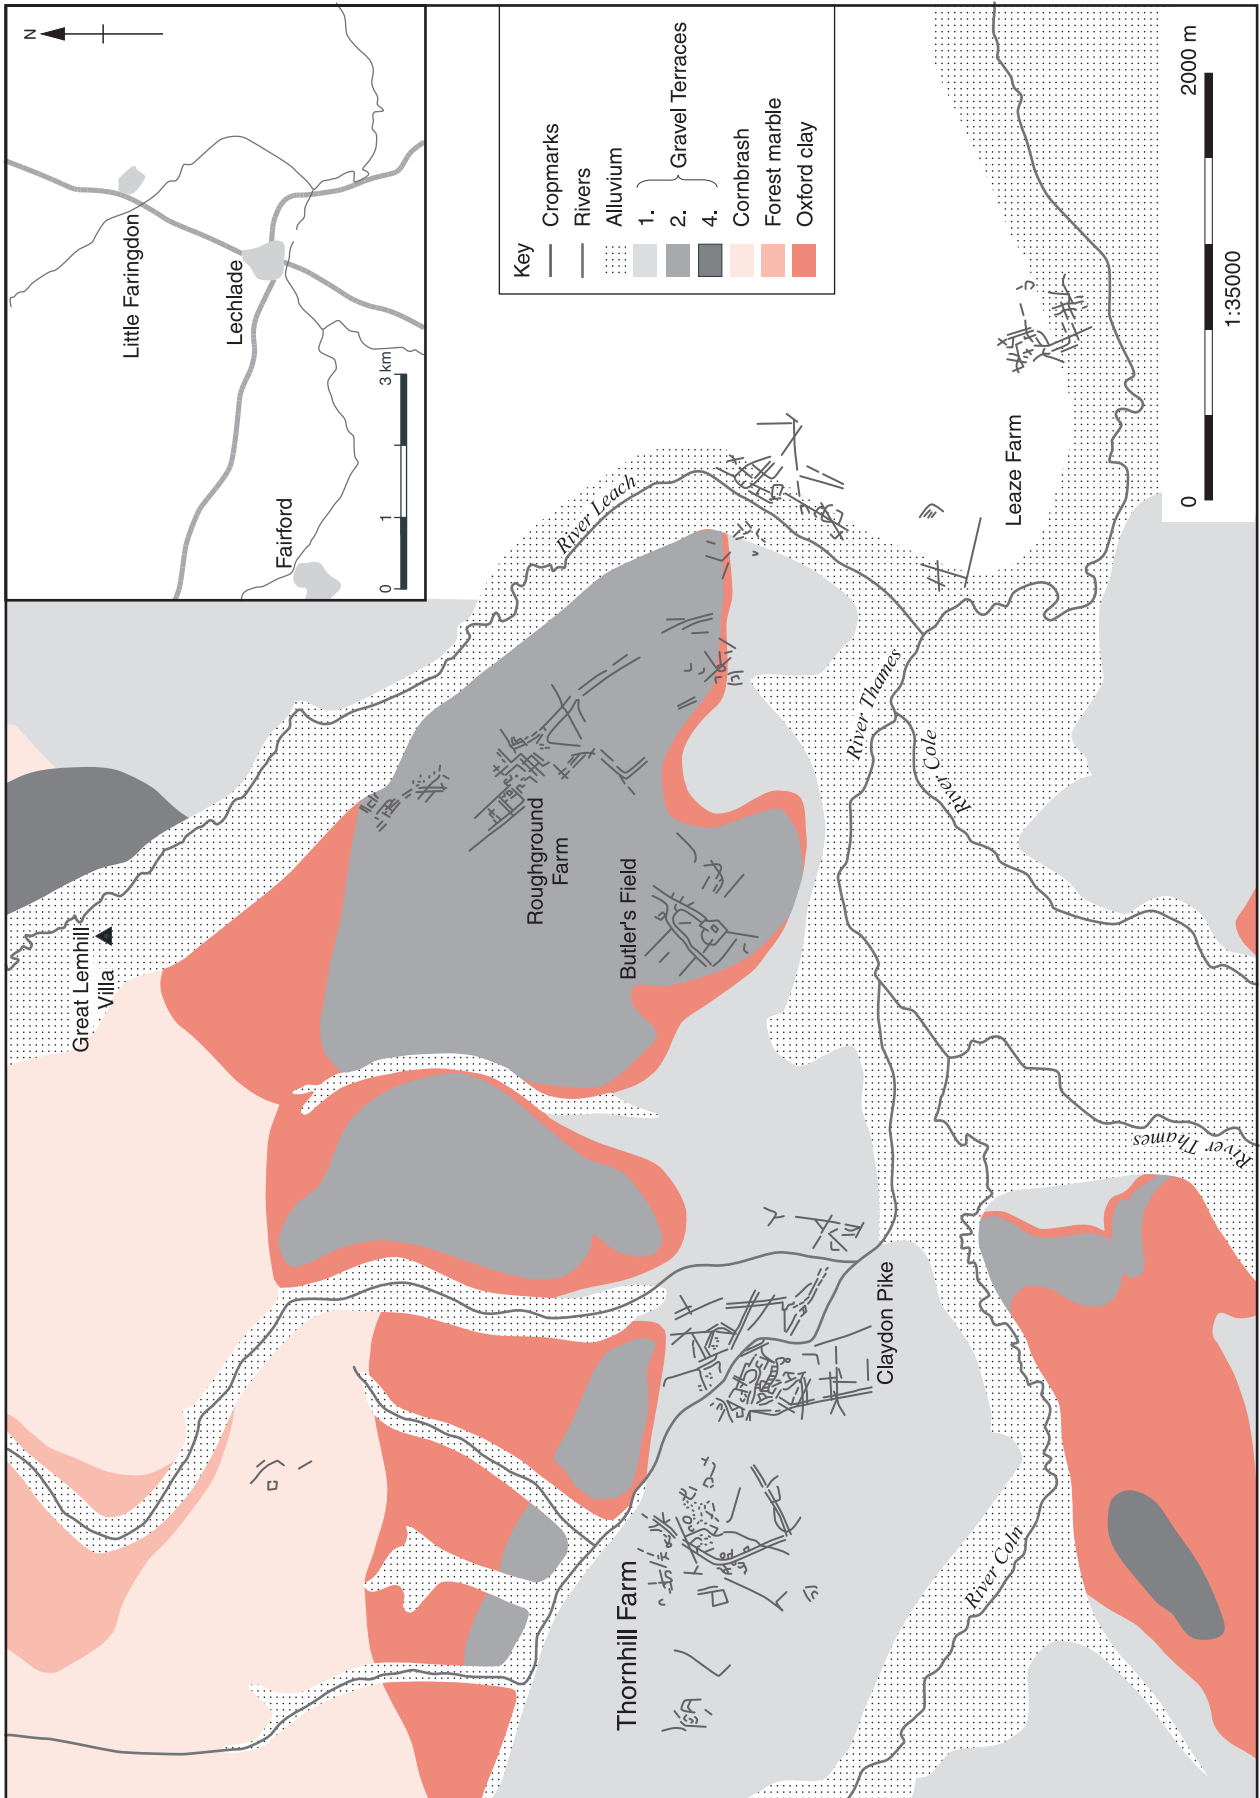 N
Little Faringdon
Lechlade
Fairford
0
1
3 km
Key
Cropmarks
Rivers
Alluvium
1.
2.
4.
Gravel Terraces
Cornbrash
Forest marble
Oxford clay
Great Lemhill
Villa
River Leach
Roughground
Farm
Butler's Field
River Thames
River Cole
Leaze Farm
Claydon Pike
River Thames
River Coln
Thornhill Farm
0
2000 m
1:35000